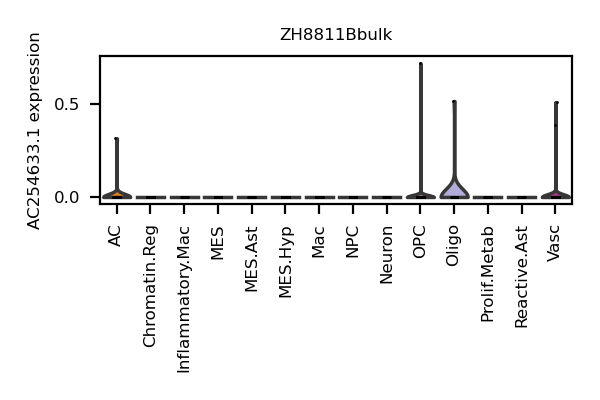 ZH8811Bbulk
AC254633.1 expression
0.5
0.0
AC
Chromatin.Reg
Inflammatory.Mac
MES
MES.Ast
MES.Hyp
Mac
NPC
Neuron
OPC
Oligo
Prolif.Metab
Reactive.Ast
Vasc